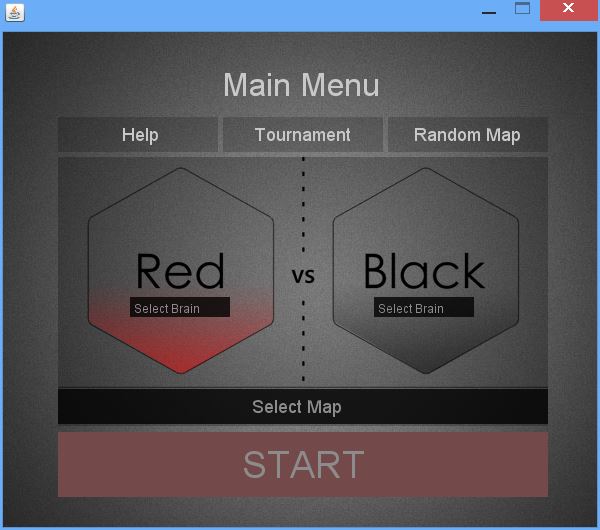 Main Menu
Help Tournament Random Map
Red vs Black
Select Brain Select Brain
Select Map
START